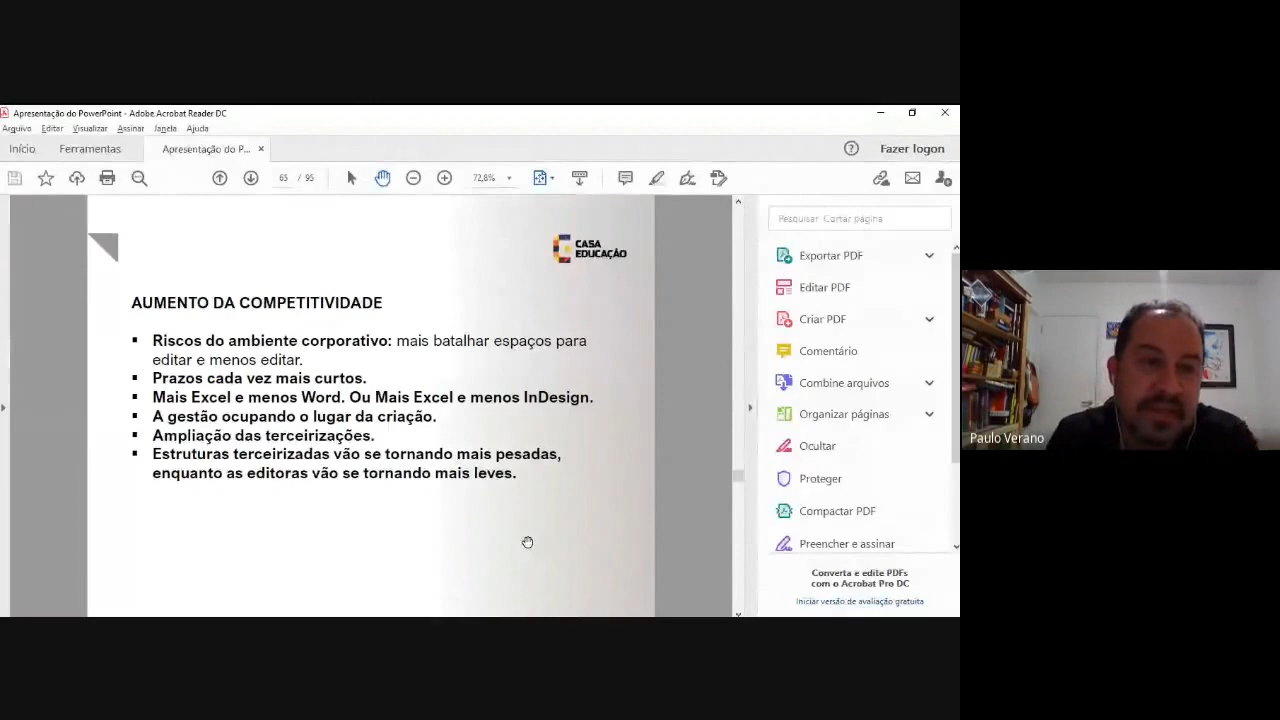 Apresentação do PowerPoint - Adobe Acrobat Reader DC
Arquivo Editar Visualizar Assinar Janela Ajuda
Início Ferramentas Apresentação do P... × Fazer logon
65 / 95 72,8%
CASA
EDUCAÇÃO
AUMENTO DA COMPETITIVIDADE
▪ Riscos do ambiente corporativo: mais batalhar espaços para
editar e menos editar.
▪ Prazos cada vez mais curtos.
▪ Mais Excel e menos Word. Ou Mais Excel e menos InDesign.
▪ A gestão ocupando o lugar da criação.
▪ Ampliação das terceirizações.
▪ Estruturas terceirizadas vão se tornando mais pesadas,
enquanto as editoras vão se tornando mais leves.
Pesquisar 'Cortar página'
Exportar PDF
Editar PDF
Criar PDF
Comentário
Combine arquivos
Organizar páginas
Ocultar
Proteger
Compactar PDF
Preencher e assinar
Converta e edite PDFs
com o Acrobat Pro DC
Iniciar versão de avaliação gratuita
Paulo Verano